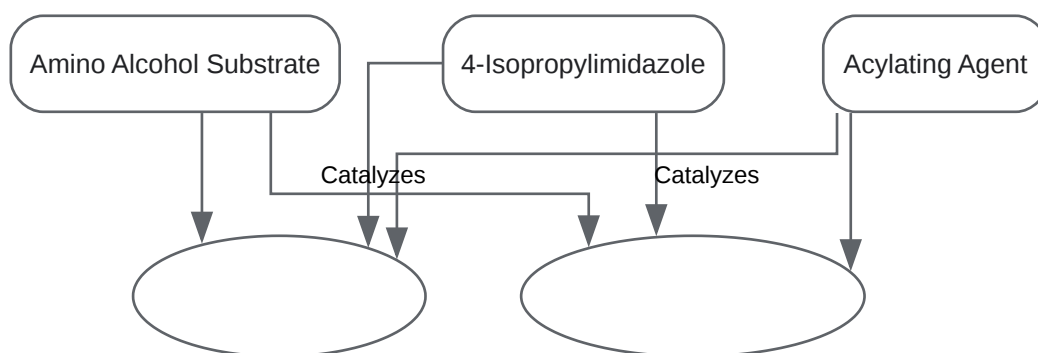 Amino Alcohol Substrate
4-Isopropylimidazole
Acylating Agent
Catalyzes
Catalyzes